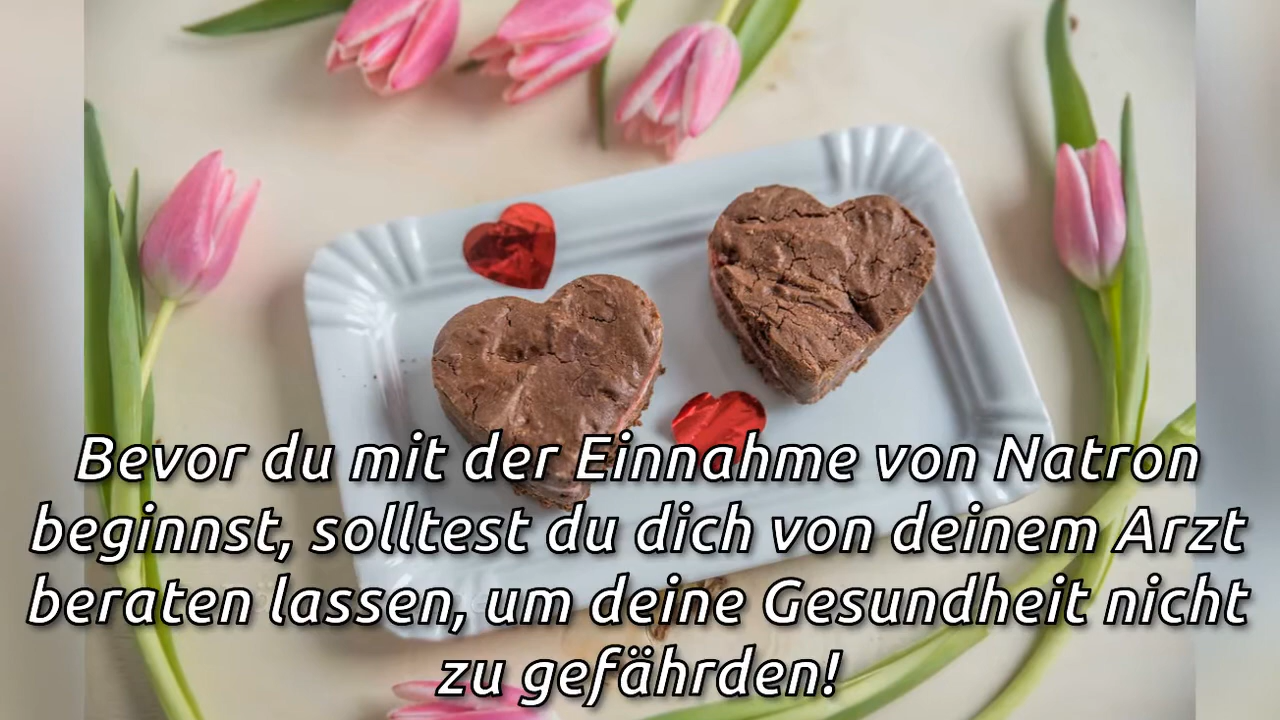 Bevor du mit der Einnahme von Natron
beginnst, solltest du dich von deinem Arzt
beraten lassen, um deine Gesundheit nicht
zu gefährden!